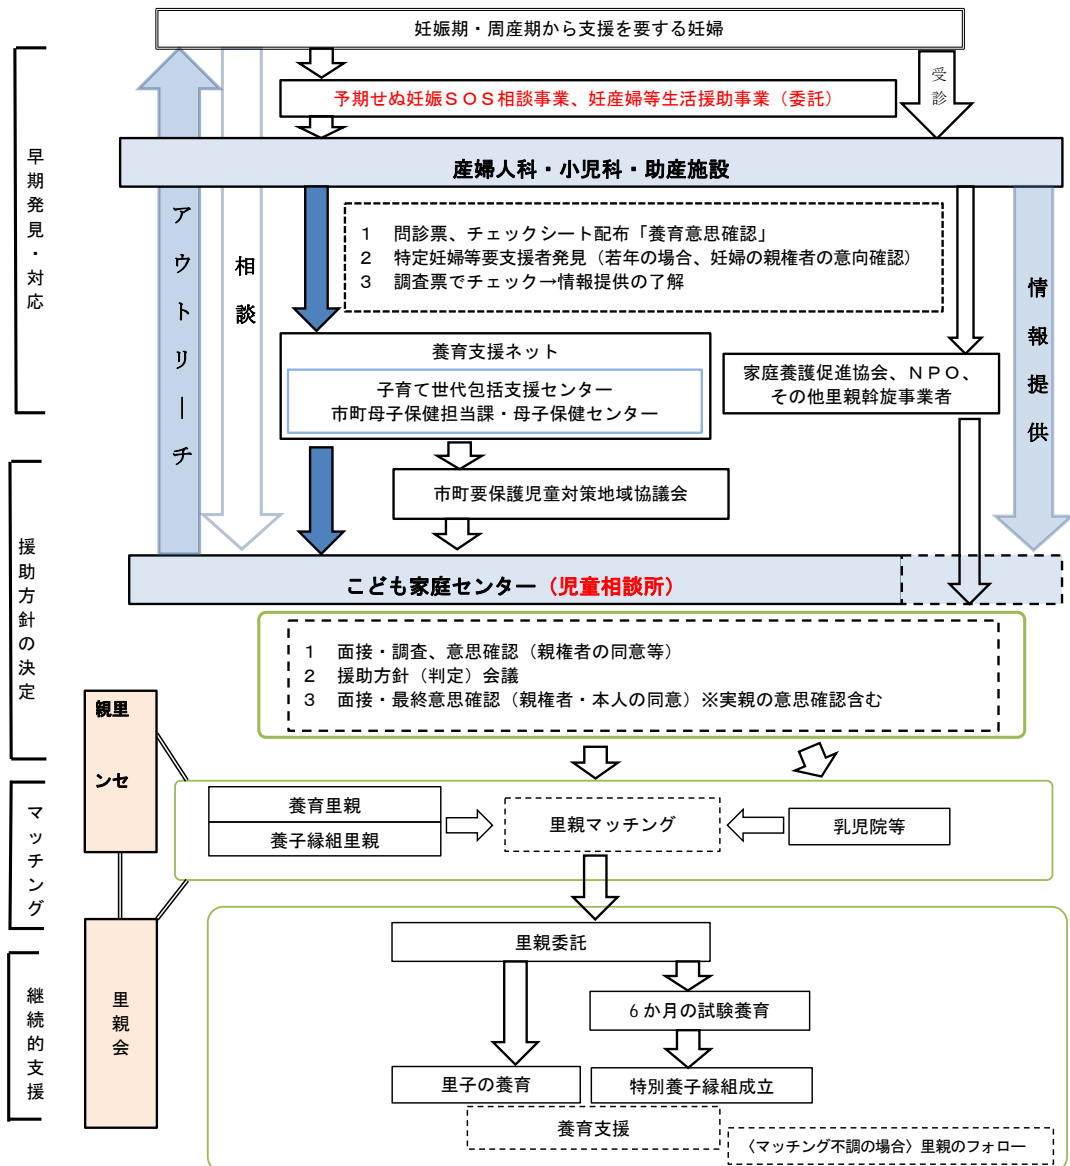 妊娠期・周産期から支援を要する妊婦
予期せぬ妊娠ＳＯＳ相談事業、妊産婦等生活援助事業（委託）
受診
産婦人科・小児科・助産施設
早期発見・対応
アウトリーチ
相談
1　問診票、チェックシート配布「養育意思確認」
2　特定妊婦等要支援者発見（若年の場合、妊婦の親権者の意向確認）
3　調査票でチェック→情報提供の了解
情報提供
養育支援ネット
子育て世代包括支援センター
市町母子保健担当課・母子保健センター
家庭養護促進協会、ＮＰＯ、
その他里親斡旋事業者
市町要保護児童対策地域協議会
援助方針の決定
こども家庭センター（児童相談所）
1　面接・調査、意思確認（親権者の同意等）
2　援助方針（判定）会議
3　面接・最終意思確認（親権者・本人の同意）※実親の意思確認含む
親里
ンセ
マッチング
養育里親
養子縁組里親
里親マッチング
乳児院等
継続的支援
里親会
里親委託
６か月の試験養育
里子の養育
特別養子縁組成立
養育支援
〈マッチング不調の場合〉里親のフォロー